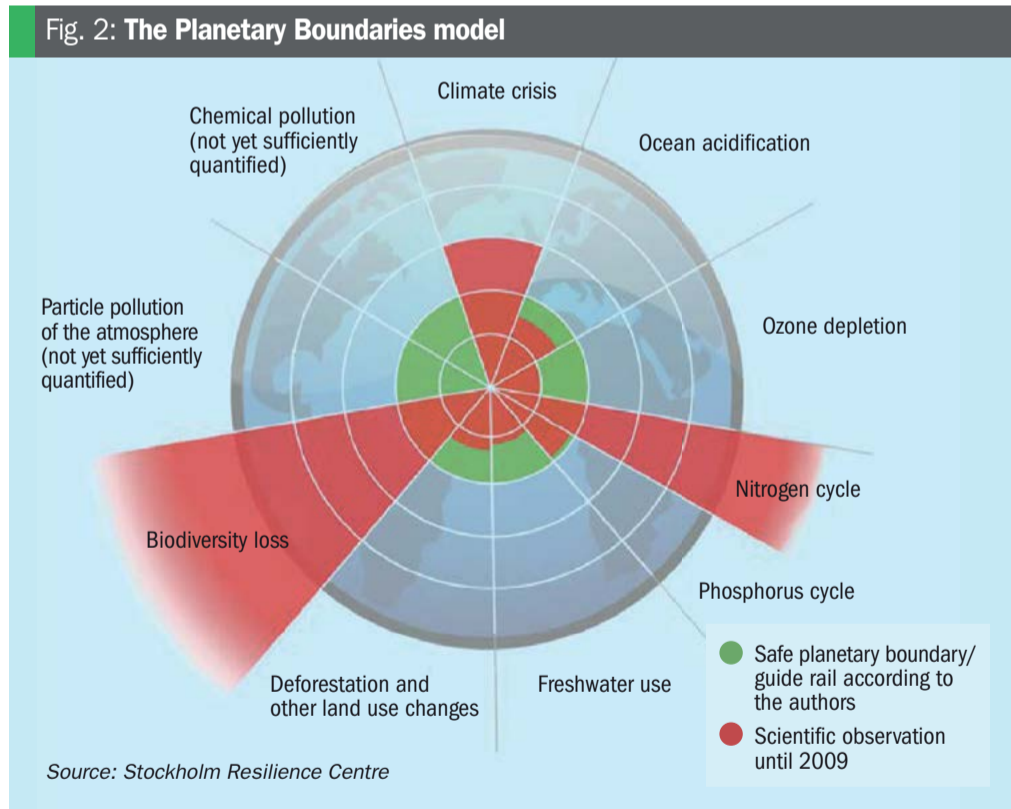 Fig. 2: The Planetary Boundaries model
Climate crisis
Chemical pollution
(not yet sufficiently
quantified)
Ocean acidification
Particle pollution
of the atmosphere
(not yet sufficiently
quantified)
Ozone depletion
Nitrogen cycle
Biodiversity loss
Phosphorus cycle
Deforestation and
other land use changes
Freshwater use
Safe planetary boundary/
guide rail according to
the authors
Scientific observation
until 2009
Source: Stockholm Resilience Centre